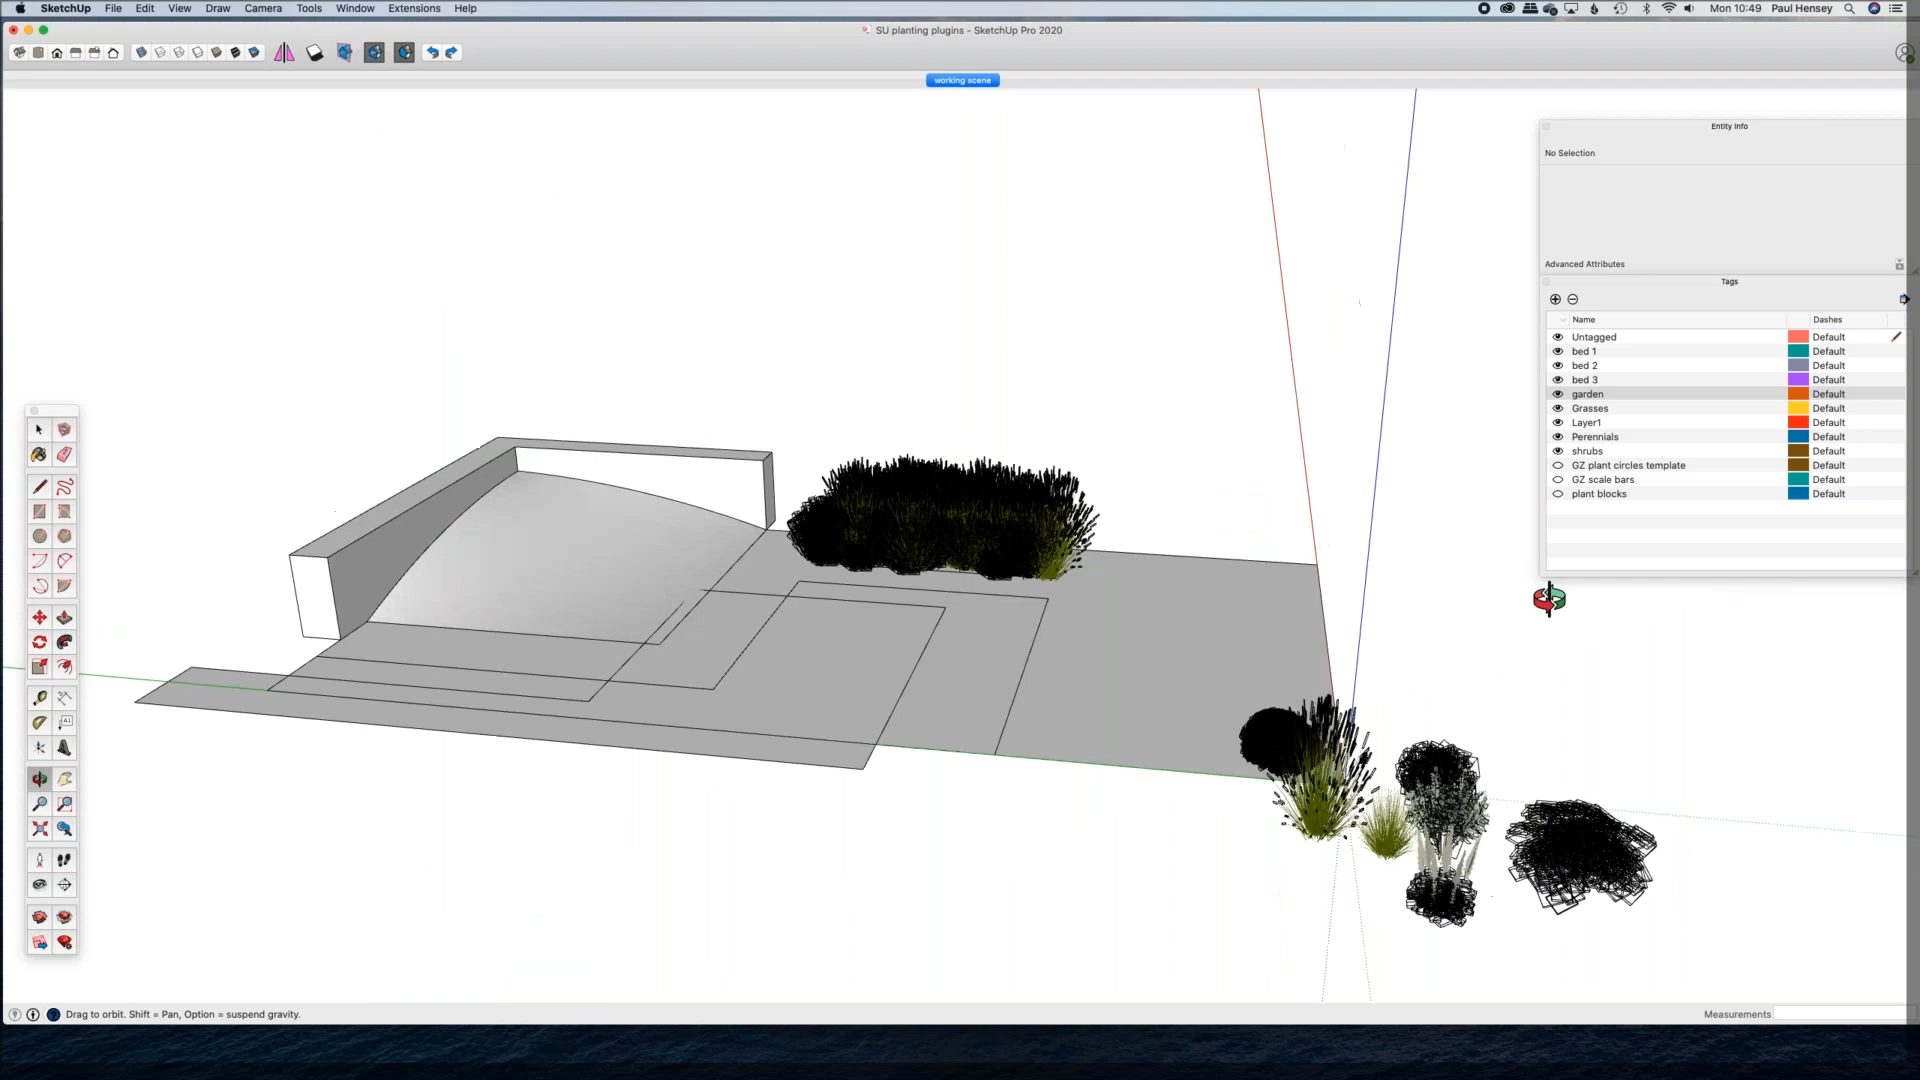 SketchUp File Edit View Draw Camera Tools Window Extensions Help Mon 10:49 Paul Hensey
SU planting plugins - SketchUp Pro 2020
working scene
Entity Info
No Selection
Advanced Attributes
Tags
Name Dashes
Untagged Default
bed 1 Default
bed 2 Default
bed 3 Default
garden Default
Grasses Default
Layer1 Default
Perennials Default
shrubs Default
GZ plant circles template Default
GZ scale bars Default
plant blocks Default
Drag to orbit. Shift = Pan, Option = suspend gravity. Measurements